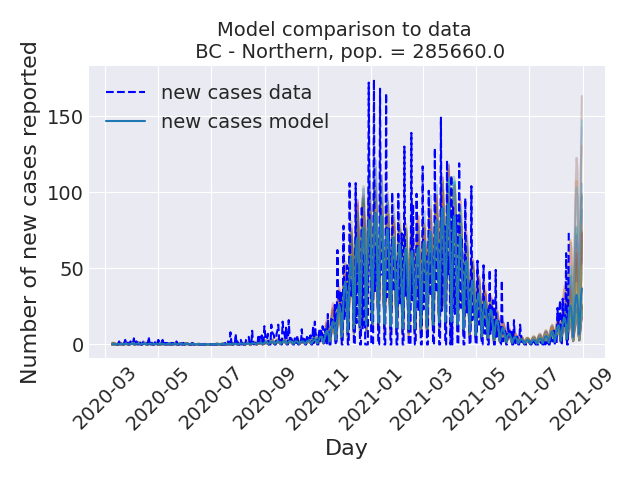 Model comparison to data
BC - Northern, pop. = 285660.0
new cases data
new cases model
Number of new cases reported
150
100
50
0
2020-03
2020-05
2020-07
2020-09
2020-11
2021-01
2021-03
2021-05
2021-07
2021-09
Day